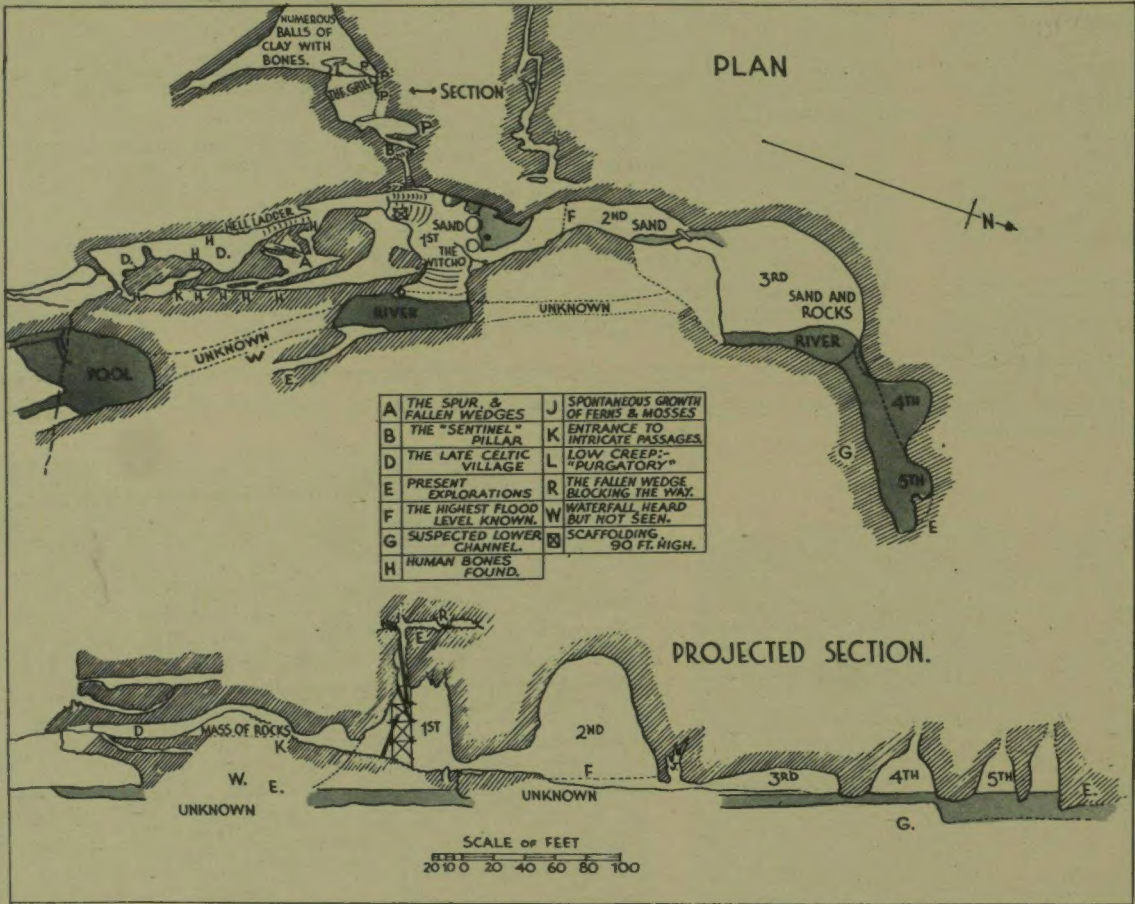 NUMEROUS
BALLS OF
CLAY WITH
BONES.
L
P
P.
THE GRILL
P
B
SECTION
PLAN
N
HELL LADDER
H
H
D.
H D.
A
SAND
1ST
THE
WITCH
F
2ND
SAND
3RD
SAND AND
ROCKS
RIVER
H K H H H H
RIVER
UNKNOWN
UNKNOWN
W.
E
POOL
4TH
G
5TH
E
A THE SPUR, & FALLEN WEDGES
B THE "SENTINEL" PILLAR
D THE LATE CELTIC VILLAGE
E PRESENT EXPLORATIONS
F THE HIGHEST FLOOD LEVEL KNOWN.
G SUSPECTED LOWER CHANNEL.
H HUMAN BONES FOUND.
J SPONTANEOUS GROWTH OF FERNS & MOSSES
K ENTRANCE TO INTRICATE PASSAGES.
L LOW CREEP:- "PURGATORY"
R THE FALLEN WEDGE BLOCKING THE WAY.
W WATERFALL, HEARD BUT NOT SEEN.
SCAFFOLDING, 90 FT. HIGH.
PROJECTED SECTION.
R
E
D
MASS OF ROCKS
K
1ST
2ND
F
J
3RD
4TH
5TH
E.
W. E.
UNKNOWN
UNKNOWN
G.
SCALE OF FEET
20 10 0 20 40 60 80 100